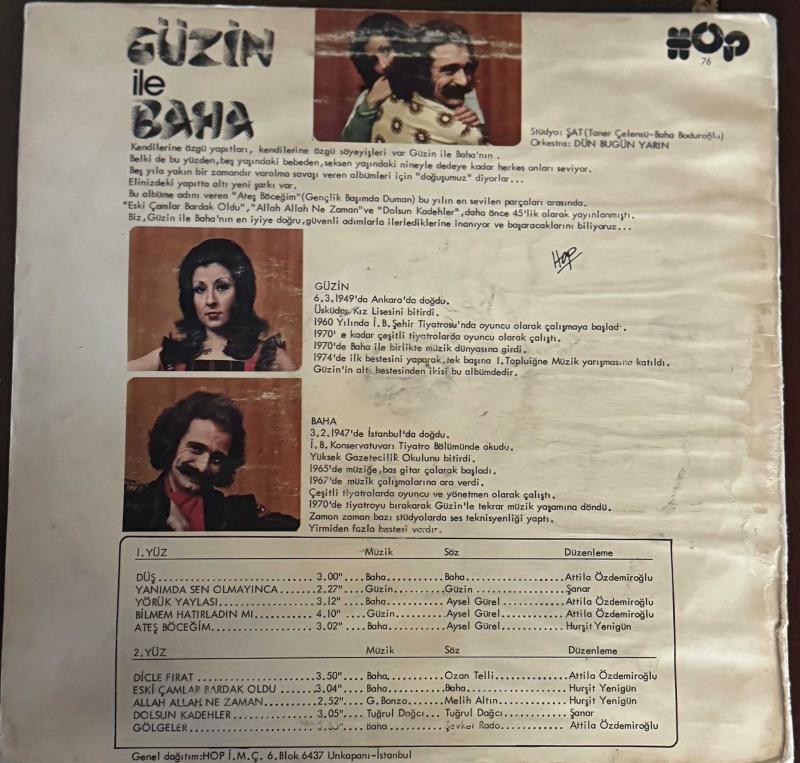 GÜZİN
ile
BAHA
HOP
76
Stüdyo: ŞAT(Taner Çelensü-Baha Boduroğlu)
Orkestra: DÜN BUGÜN YARIN
Kendilerine özgü yapıtları, kendilerine özgü söyeyişleri var Güzin ile Baha'nın .
Belki de bu yüzden,beş yaşındaki bebeden,seksen yaşındaki nineyle dedeye kadar herkes onları seviyor.
Beş yıla yakın bir zamandır varolma savaşı veren albümleri için "doğuşumuz" diyorlar...
Elinizdeki yapıtta altı yeni şarkı var.
Bu albüme adını veren "Ateş Böceğim"(Gençlik Başımda Duman) bu yılın en sevilen parçaları arasında.
"Eski Çamlar Bardak Oldu","Allah Allah Ne Zaman"ve "Dolsun Kadehler",daha önce 45'lik olarak yayınlanmıştı.
Biz,Güzin ile Baha'nın en iyiye doğru,güvenli adımlarla ilerlediklerine inanıyor ve başaracaklarını biliyoruz...
Hop
GÜZİN
6.3.1949'da Ankara'da doğdu.
Üsküdar Kız Lisesini bitirdi.
1960 Yılında İ.B.Şehir Tiyatrosu'nda oyuncu olarak çalışmaya başladı.
1970' e kadar çeşitli tiyatrolarda oyuncu olarak çalıştı.
1970'de Baha ile birlikte müzik dünyasına girdi.
1974'de ilk bestesini yaparak,tek başına I.Topluiğne Müzik yarışmasına katıldı.
Güzin'in altı bestesinden ikisi bu albümdedir.
BAHA
3.2.1947'de İstanbul'da doğdu.
İ.B.Konservatuvarı Tiyatro Bölümünde okudu.
Yüksek Gazetecilik Okulunu bitirdi.
1965'de müziğe,bas gitar çalarak başladı.
1967'de müzik çalışmalarına ara verdi.
Çeşitli tiyatrolarda oyuncu ve yönetmen olarak çalıştı.
1970'de tiyatroyu bırakarak Güzin'le tekrar müzik yaşamına döndü.
Zaman zaman bazı stüdyolarda ses teknisyenliği yaptı.
Yirmiden fazla bestesi vardır.
1.YÜZ Müzik Söz Düzenleme
DÜŞ.......................3.00"....Baha..........Baha....................Attila Özdemiroğlu
YANIMDA SEN OLMAYINCA........2.27"....Güzin..........Güzin ...................Şanar
YÖRÜK YAYLASI................3.12"....Baha..........Aysel Gürel ............Attila Özdemiroğlu
BİLMEM HATIRLADIN MI.........4.10"....Güzin..........Aysel Gürel............Attila Özdemiroğlu
ATEŞ BÖCEĞİM.................3.02"....Baha..........Aysel Gürel...........Hurşit Yenigün
2.YÜZ Müzik Söz Düzenleme
DİCLE FIRAT .................3.50"....Baha..........Ozan Telli..............Attila Özdemiroğlu
ESKİ ÇAMLAR BARDAK OLDU ......3.04"....Baha..........Baha....................Hurşit Yenigün
ALLAH ALLAH NE ZAMAN.........2.52"....G.Bonzo.......Melih Altın............Hurşit Yenigün
DOLSUN KADEHLER..............3.05"....Tuğrul Dağcı...Tuğrul Dağcı...........Şanar
GÖLGELER..................... Baha ..........Şevket Rado............Attila Özdemiroğlu
Genel dağıtım:HOP İ.M.Ç. 6.Blok 6437 Unkapanı-İstanbul